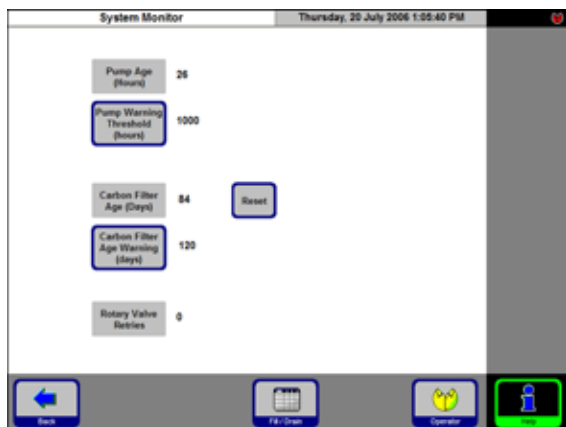 System Monitor
Thursday, 20 July 2006 1:05:40 PM
Pump Age
(Hours)
26
Pump Warning
Threshold
(hours)
1000
Carbon Filter
Age (Days)
84
Reset
Carbon Filter
Age Warning
(days)
120
Rotary Valve
Retries
0
Back
Fill / Drain
Operator
Help